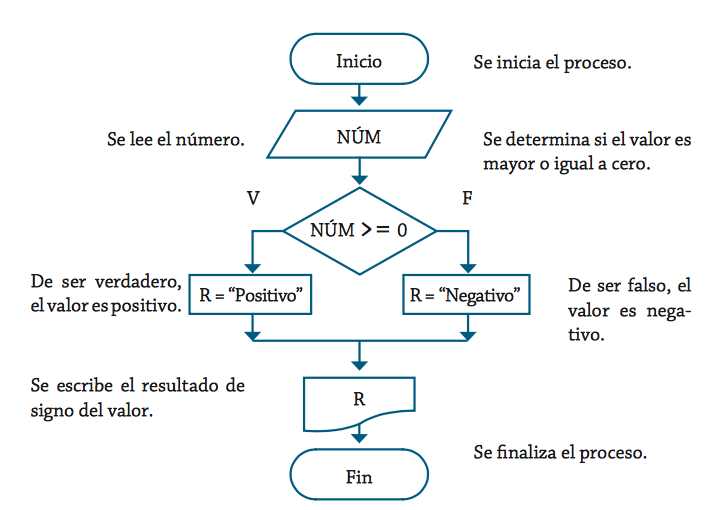 Inicio
Se inicia el proceso.
Se lee el número.
NÚM
Se determina si el valor es
mayor o igual a cero.
V
F
NÚM >= 0
De ser verdadero,
el valor es positivo.
R = “Positivo”
R = “Negativo”
De ser falso, el
valor es nega-
tivo.
Se escribe el resultado de
signo del valor.
R
Se finaliza el proceso.
Fin